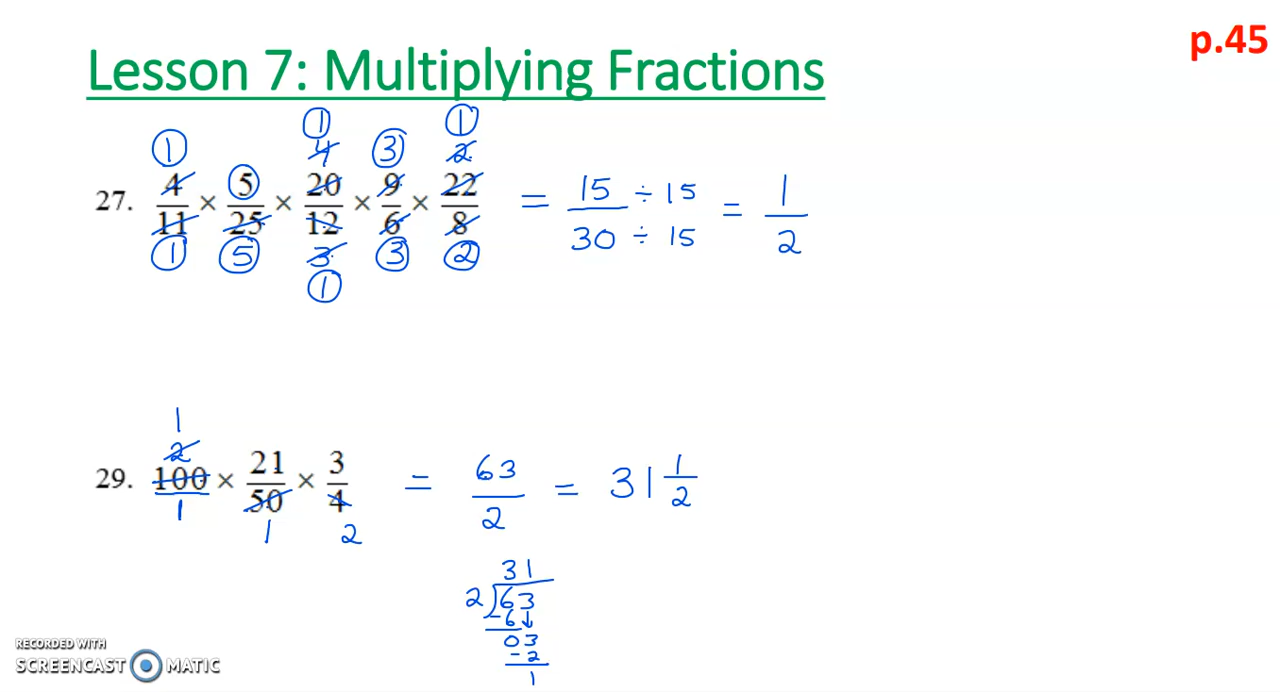 p.45
Lesson 7: Multiplying Fractions
1 1
① 4 ③ 2
27. 4/11 × 5/25 × 20/12 × 9/6 × 22/8 = 15/30 ÷ 15/15 = 1/2
1 5 3 3 2
1
1
2
29. 100/1 × 21/50 × 3/4 = 63/2 = 31 1/2
1 2
31
2 63
-6↓
03
-2
1
RECORDED WITH
SCREENCAST MATIC